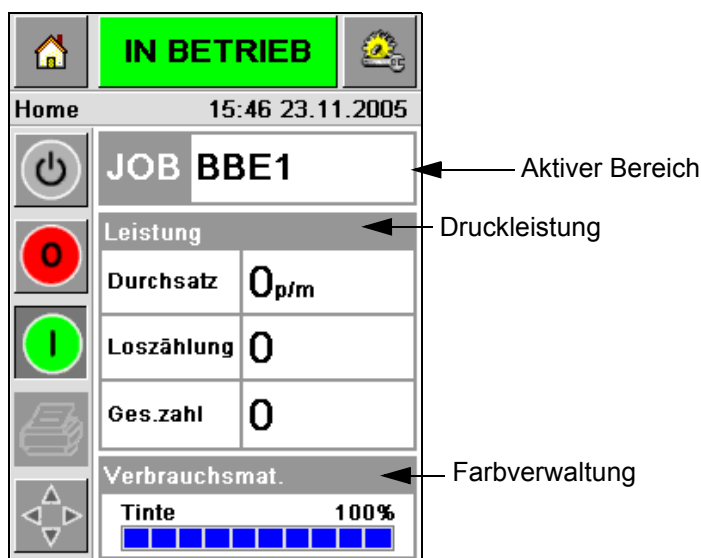 IN BETRIEB
Home 15:46 23.11.2005
JOB BBE1
Aktiver Bereich
Leistung
Druckleistung
O
Durchsatz 0p/m
I
Loszählung 0
Ges.zahl 0
Verbrauchsmat.
Farbverwaltung
Tinte 100%